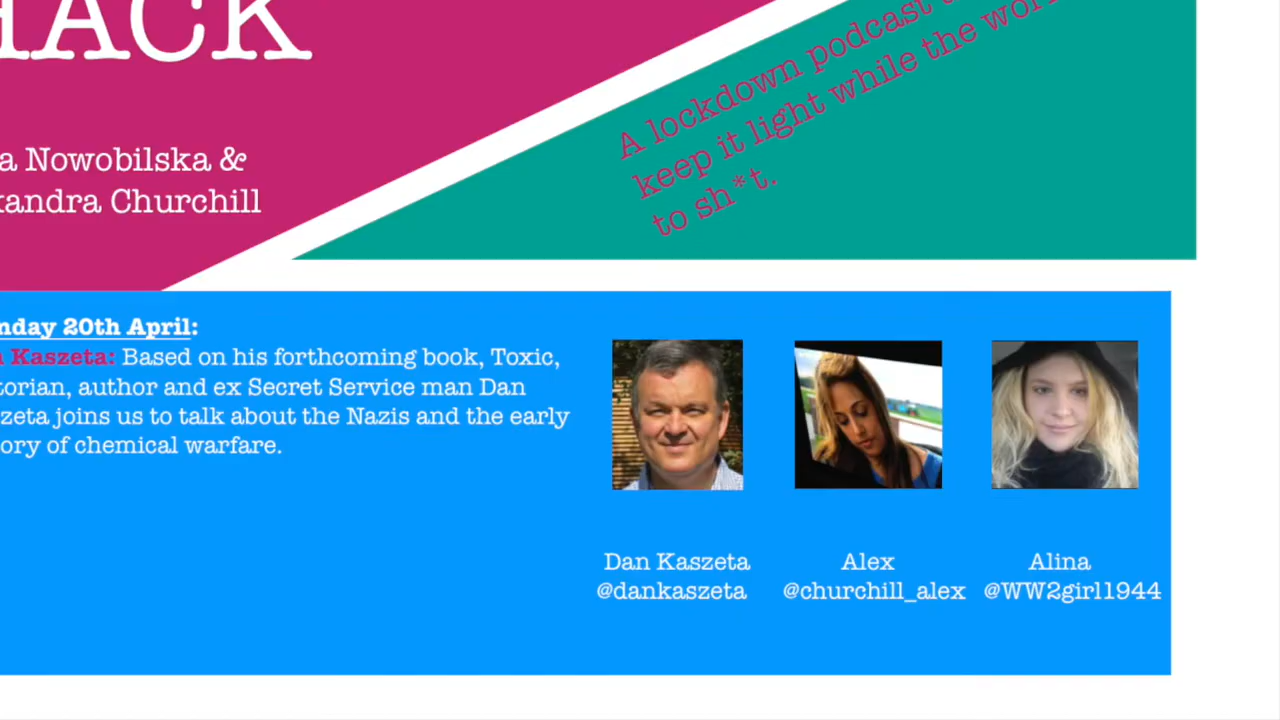 HACK
a Nowobilska &
xandra Churchill
A lockdown podcast
keep it light while the wor
to sh*t.
nday 20th April:
n Kaszeta: Based on his forthcoming book, Toxic,
torian, author and ex Secret Service man Dan
szeta joins us to talk about the Nazis and the early
ory of chemical warfare.
Dan Kaszeta
@dankaszeta
Alex
@churchill_alex
Alina
@WW2girl1944